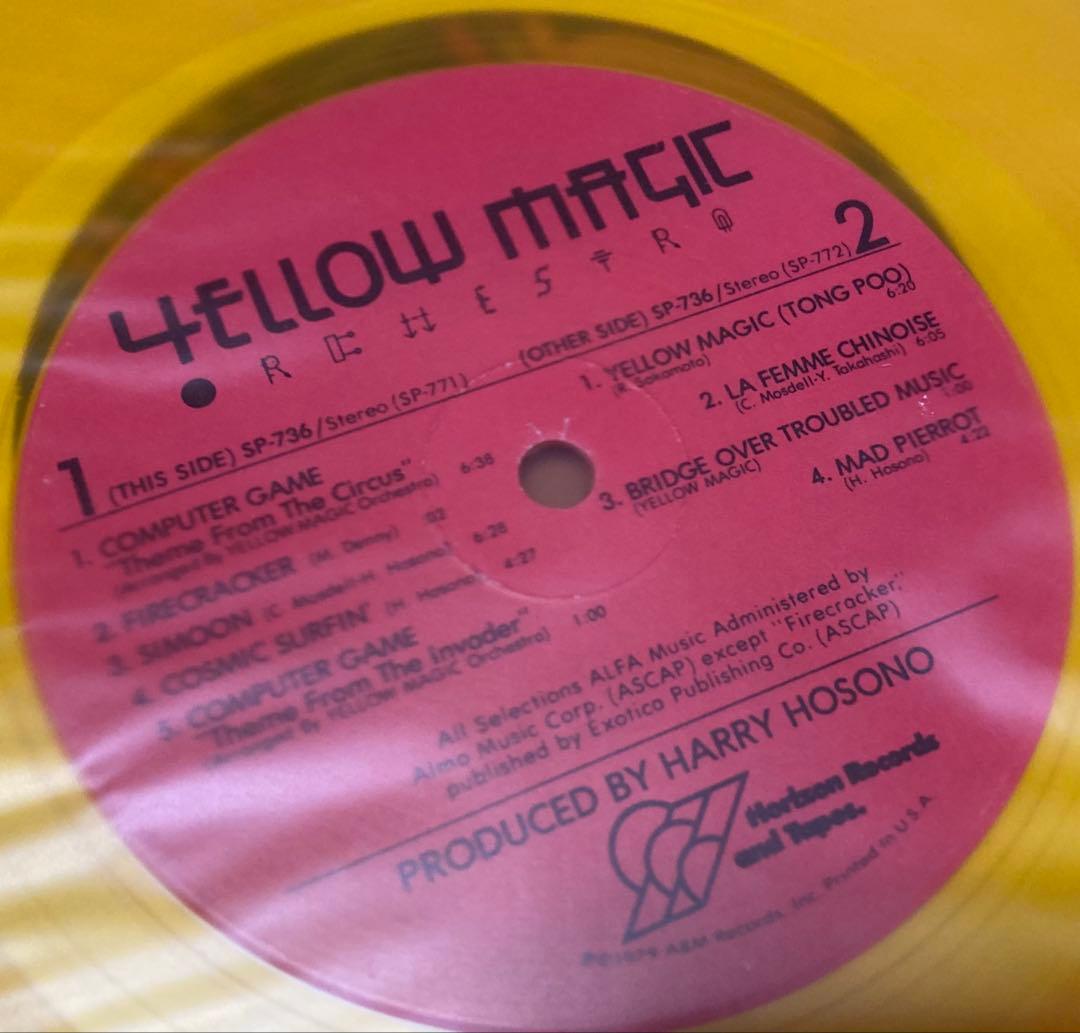 YELLOW MAGIC
ORCHESTRA
1 (THIS SIDE) SP-736/Stereo (SP-771)
1. COMPUTER GAME
"Theme From The Circus"
(Arranged By YELLOW MAGIC Orchestra)
2. FIRECRACKER (M. Denny) 6:38
3. SIMOON (C. Mosdell-H. Hosono) 6:28
4. COSMIC SURFIN' (H. Hosono) 4:27
5. COMPUTER GAME
"Theme From The Invader" 1:00
(Arranged By YELLOW MAGIC Orchestra)
(OTHER SIDE) SP-736/Stereo (SP-772) 2
1. YELLOW MAGIC (TONG POO)
(R. Sakamoto) 6:20
2. LA FEMME CHINOISE
(C. Mosdell-Y. Takahashi) 6:05
3. BRIDGE OVER TROUBLED MUSIC
(YELLOW MAGIC) 1:00
4. MAD PIERROT
(H. Hosono) 4:22
All Selections ALFA Music Administered by
Almo Music Corp. (ASCAP) except "Firecracker,"
published by Exotica Publishing Co. (ASCAP)
PRODUCED BY HARRY HOSONO
Horizon Records
and Tapes.
℗©1979 A&M Records, Inc. Printed in U.S.A.